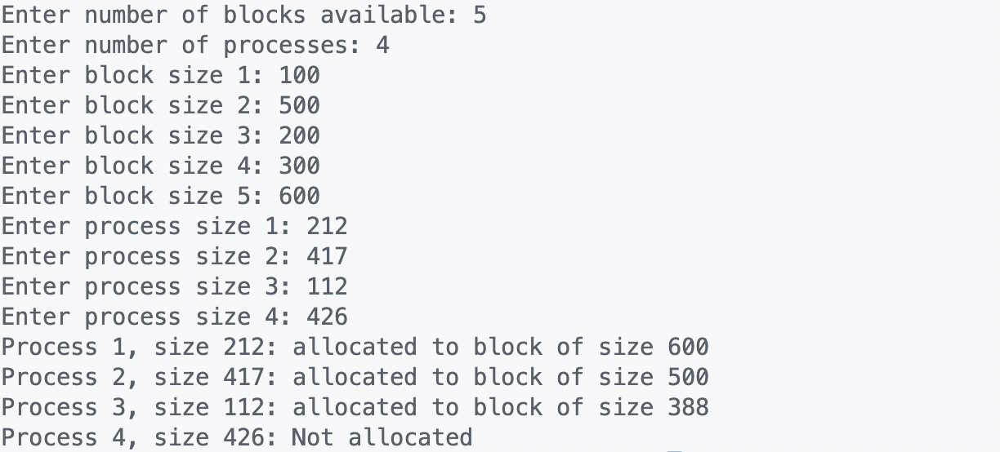 Enter number of blocks available: 5
Enter number of processes: 4
Enter block size 1: 100
Enter block size 2: 500
Enter block size 3: 200
Enter block size 4: 300
Enter block size 5: 600
Enter process size 1: 212
Enter process size 2: 417
Enter process size 3: 112
Enter process size 4: 426
Process 1, size 212: allocated to block of size 600
Process 2, size 417: allocated to block of size 500
Process 3, size 112: allocated to block of size 388
Process 4, size 426: Not allocated